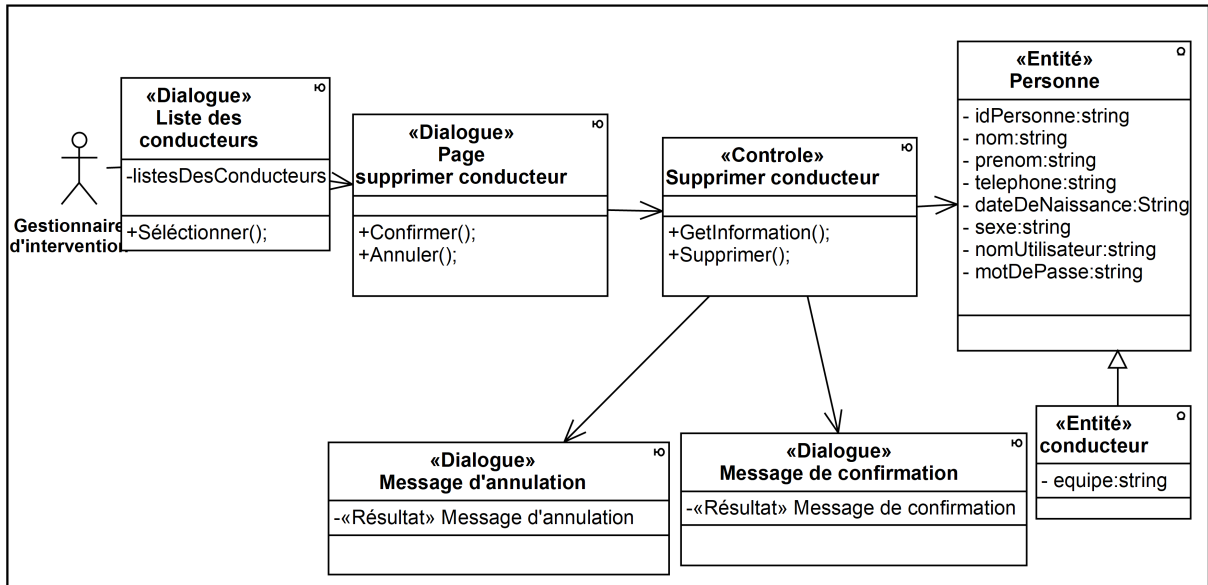 Gestionnaire
d'intervention
«Dialogue»
Liste des
conducteurs
-listesDesConducteurs
+Séléctionner();
«Dialogue»
Page
supprimer conducteur
+Confirmer();
+Annuler();
«Controle»
Supprimer conducteur
+GetInformation();
+Supprimer();
«Entité»
Personne
- idPersonne:string
- nom:string
- prenom:string
- telephone:string
- dateDeNaissance:String
- sexe:string
- nomUtilisateur:string
- motDePasse:string
«Dialogue»
Message d'annulation
-«Résultat» Message d'annulation
«Dialogue»
Message de confirmation
-«Résultat» Message de confirmation
«Entité»
conducteur
- equipe:string